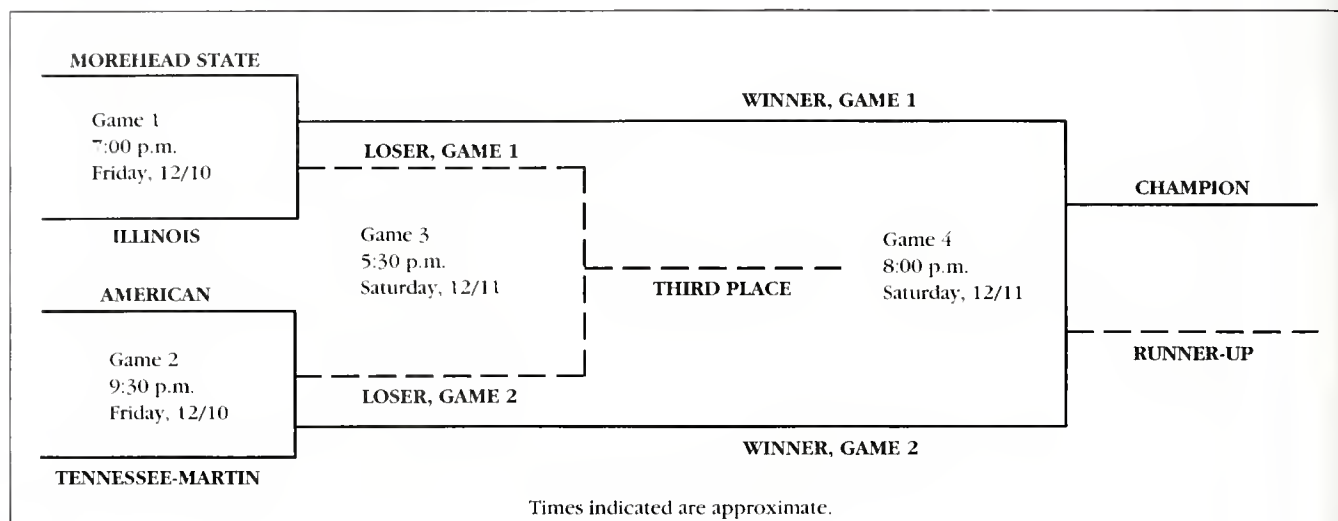 MOREHEAD STATE
Game 1
7:00 p.m.
Friday, 12/10
ILLINOIS
AMERICAN
Game 2
9:30 p.m.
Friday, 12/10
TENNESSEE-MARTIN
WINNER, GAME 1
LOSER, GAME 1
Game 3
5:30 p.m.
Saturday, 12/11
LOSER, GAME 2
WINNER, GAME 2
THIRD PLACE
Game 4
8:00 p.m.
Saturday, 12/11
CHAMPION
RUNNER-UP
Times indicated are approximate.